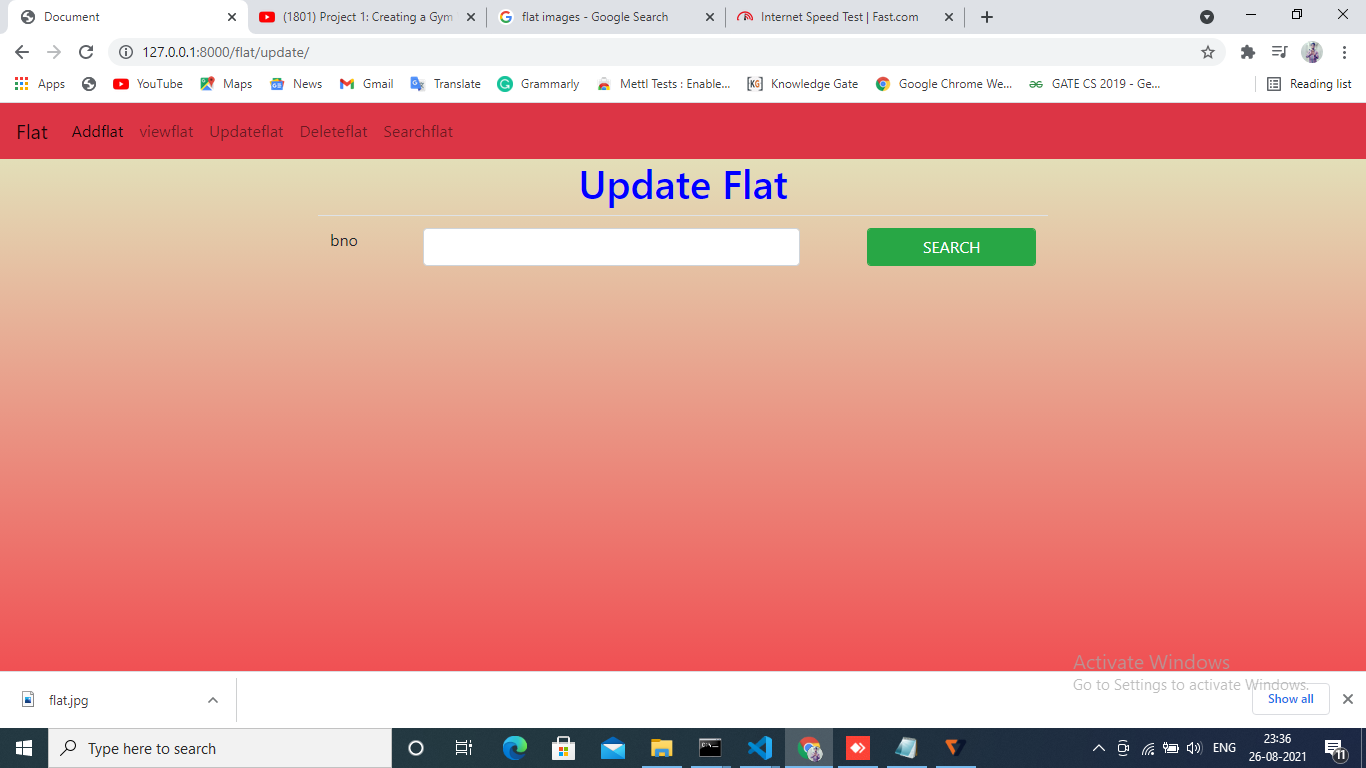 Document
(1801) Project 1: Creating a Gym
flat images - Google Search
Internet Speed Test | Fast.com
127.0.0.1:8000/flat/update/
Apps YouTube Maps News Gmail Translate Grammarly Mettl Tests : Enable... KG Knowledge Gate Google Chrome We... GATE CS 2019 - Ge... Reading list
Flat Addflat viewflat Updateflat Deleteflat Searchflat
Update Flat
bno SEARCH
Activate Windows
Go to Settings to activate Windows.
flat.jpg Show all
Type here to search
ENG
23:36
26-08-2021
11